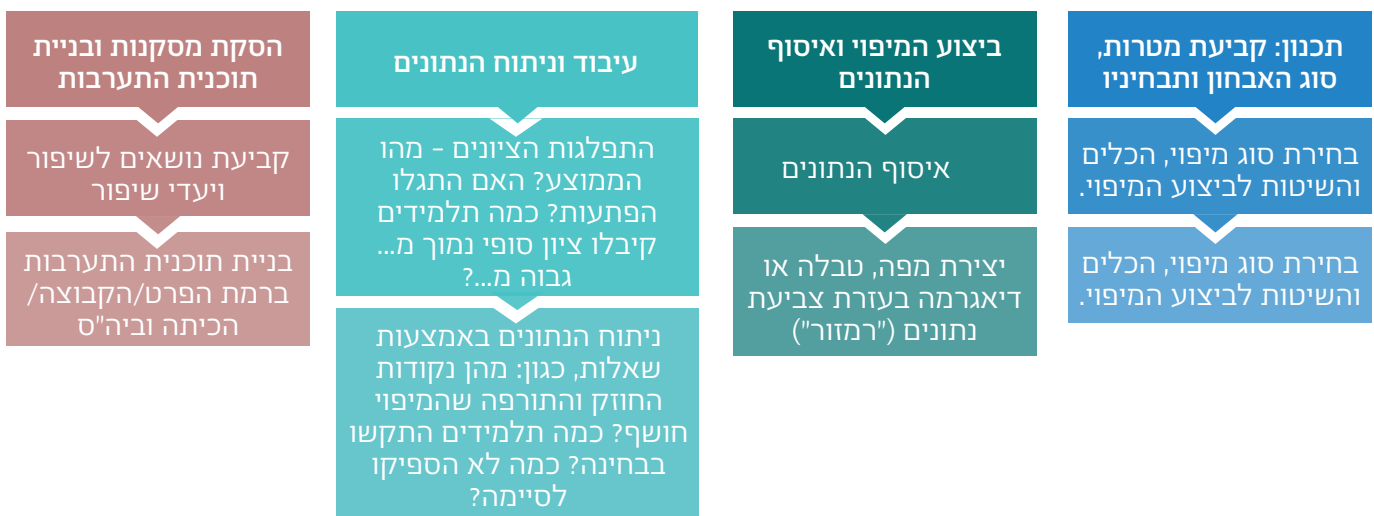 תכנון: קביעת מטרות,
סוג האבחון ותבחיניו
בחירת סוג מיפוי, הכלים
והשיטות לביצוע המיפוי.
בחירת סוג מיפוי, הכלים
והשיטות לביצוע המיפוי.
ביצוע המיפוי ואיסוף
הנתונים
איסוף הנתונים
יצירת מפה, טבלה או
דיאגרמה בעזרת צביעת
נתונים ("רמזור")
עיבוד וניתוח הנתונים
התפלגות הציונים – מהו
הממוצע? האם התגלו
הפתעות? כמה תלמידים
קיבלו ציון סופי נמוך מ...
גבוה מ...?
ניתוח הנתונים באמצעות
שאלות, כגון: מהן נקודות
החוזק והתורפה שהמיפוי
חושף? כמה תלמידים התקשו
בבחינה? כמה לא הספיקו
לסיימה?
הסקת מסקנות ובניית
תוכנית התערבות
קביעת נושאים לשיפור
ויעדי שיפור
בניית תוכנית התערבות
ברמת הפרט/הקבוצה/
הכיתה וביה"ס